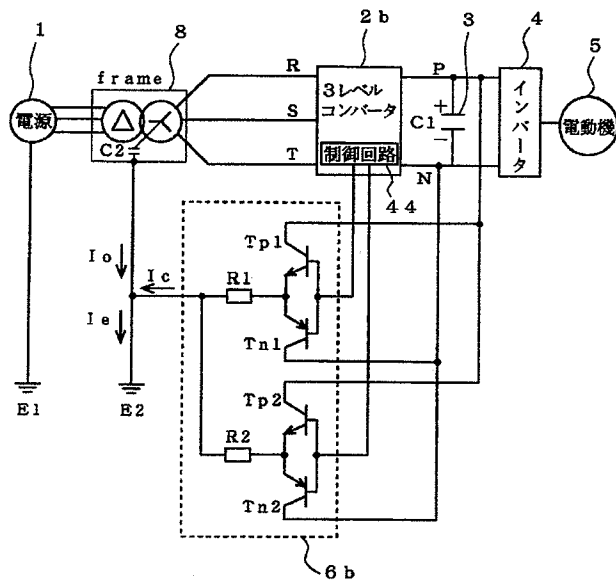 1
8
2b
3
4
5
frame
R
S
T
P
N
電源
Δ
C2
3レベル
コンバータ
制御回路
44
+
C1
−
インバータ
電動機
Io
Ic
Ie
E1
E2
R1
Tp1
Tn1
R2
Tp2
Tn2
6b